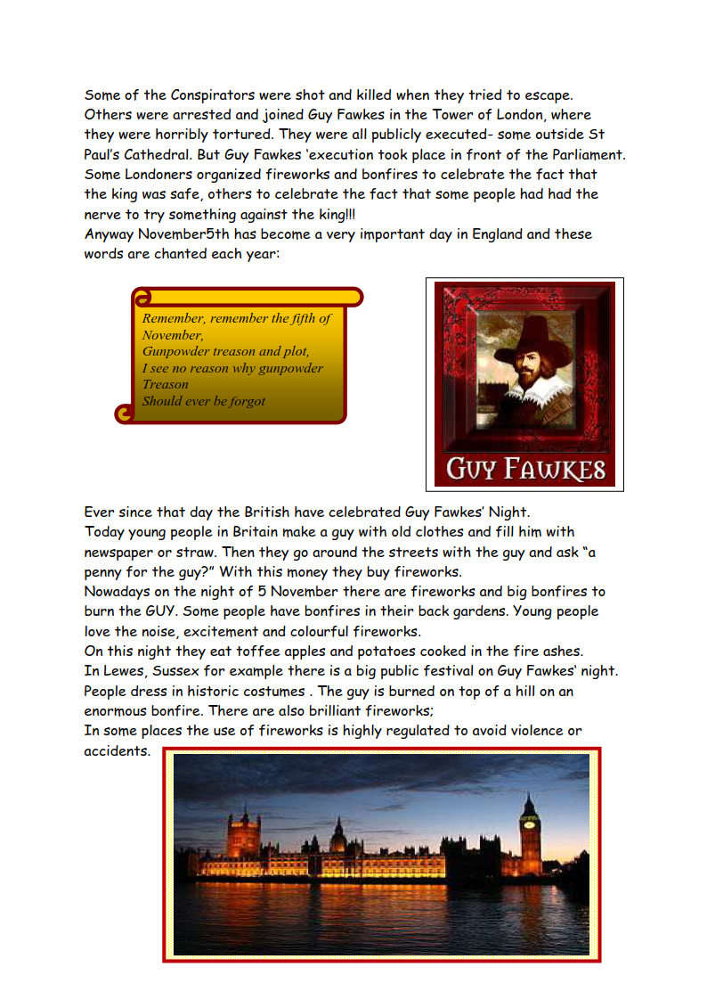 Some of the Conspirators were shot and killed when they tried to escape.
Others were arrested and joined Guy Fawkes in the Tower of London, where
they were horribly tortured. They were all publicly executed- some outside St
Paul’s Cathedral. But Guy Fawkes ‘execution took place in front of the Parliament.
Some Londoners organized fireworks and bonfires to celebrate the fact that
the king was safe, others to celebrate the fact that some people had had the
nerve to try something against the king!!!
Anyway November5th has become a very important day in England and these
words are chanted each year:
Remember, remember the fifth of
November,
Gunpowder treason and plot,
I see no reason why gunpowder
Treason
Should ever be forgot
GUY FAWKES
Ever since that day the British have celebrated Guy Fawkes’ Night.
Today young people in Britain make a guy with old clothes and fill him with
newspaper or straw. Then they go around the streets with the guy and ask “a
penny for the guy?” With this money they buy fireworks.
Nowadays on the night of 5 November there are fireworks and big bonfires to
burn the GUY. Some people have bonfires in their back gardens. Young people
love the noise, excitement and colourful fireworks.
On this night they eat toffee apples and potatoes cooked in the fire ashes.
In Lewes, Sussex for example there is a big public festival on Guy Fawkes‘ night.
People dress in historic costumes . The guy is burned on top of a hill on an
enormous bonfire. There are also brilliant fireworks;
In some places the use of fireworks is highly regulated to avoid violence or
accidents.